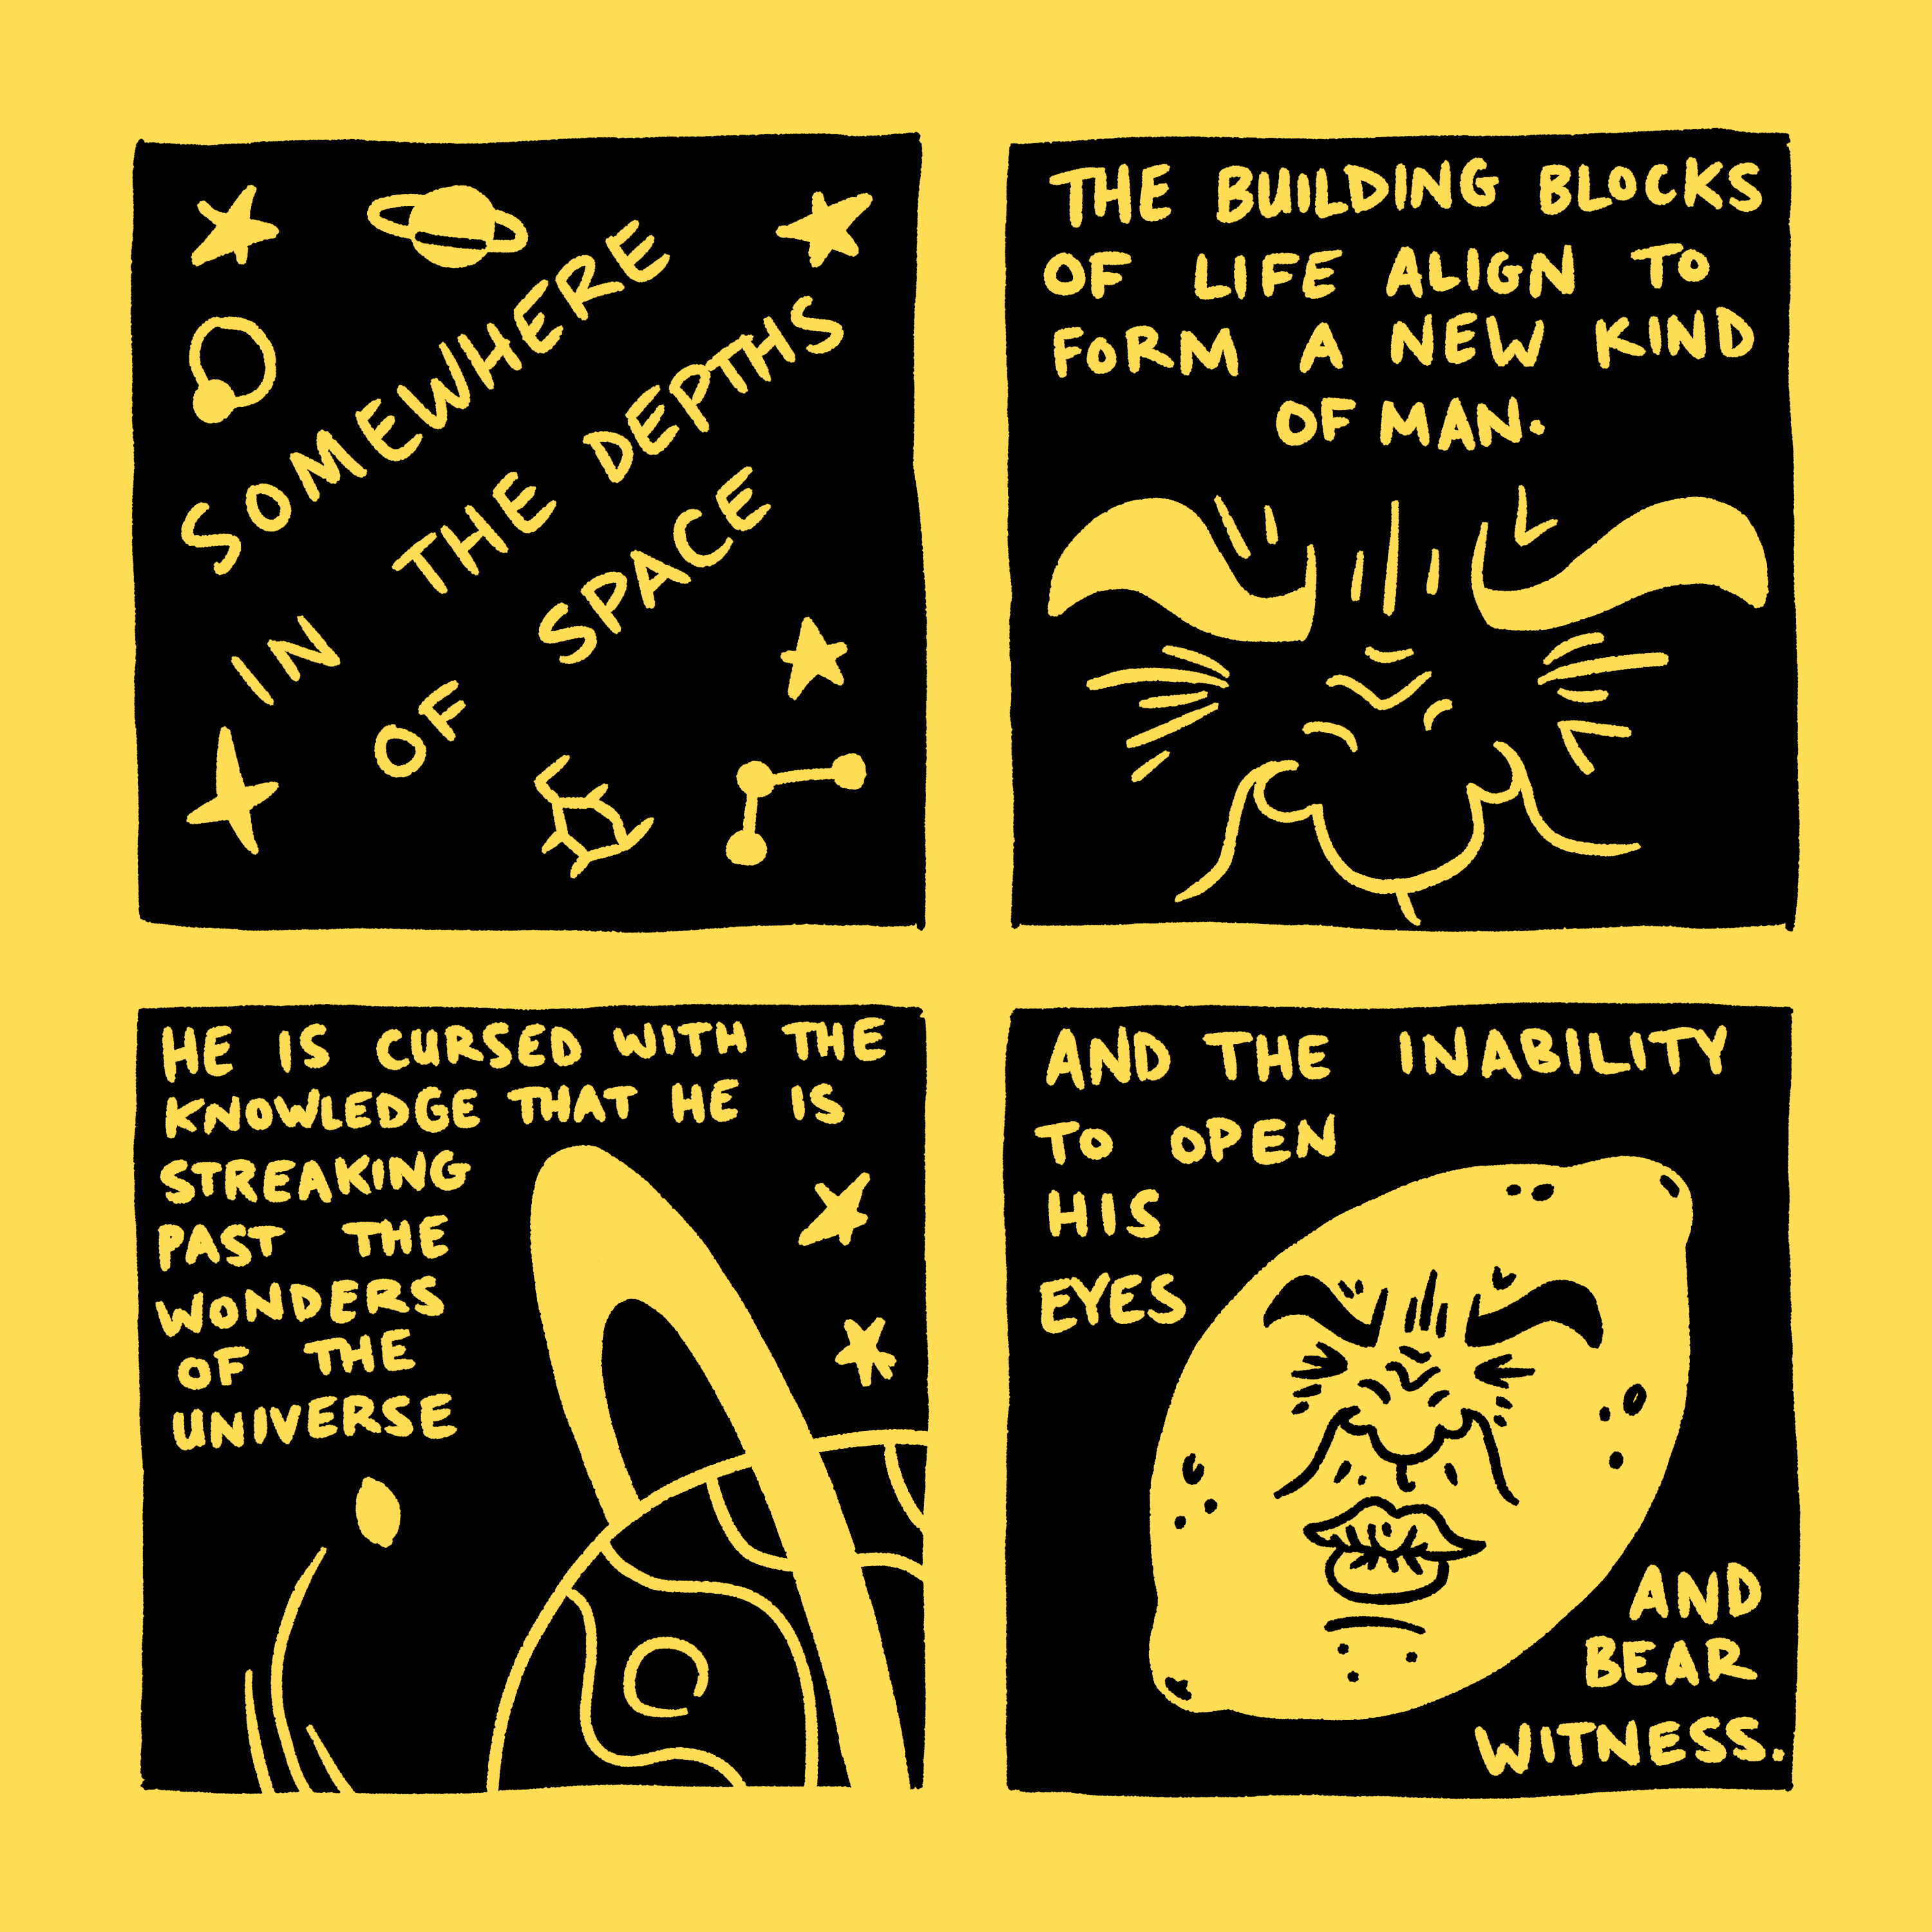 SOMEWHERE
IN THE DEPTHS
OF SPACE
THE BUILDING BLOCKS
OF LIFE ALIGN TO
FORM A NEW KIND
OF MAN.
HE IS CURSED WITH THE
KNOWLEDGE THAT HE IS
STREAKING
PAST THE
WONDERS
OF THE
UNIVERSE
AND THE INABILITY
TO OPEN
HIS
EYES
AND
BEAR
WITNESS.